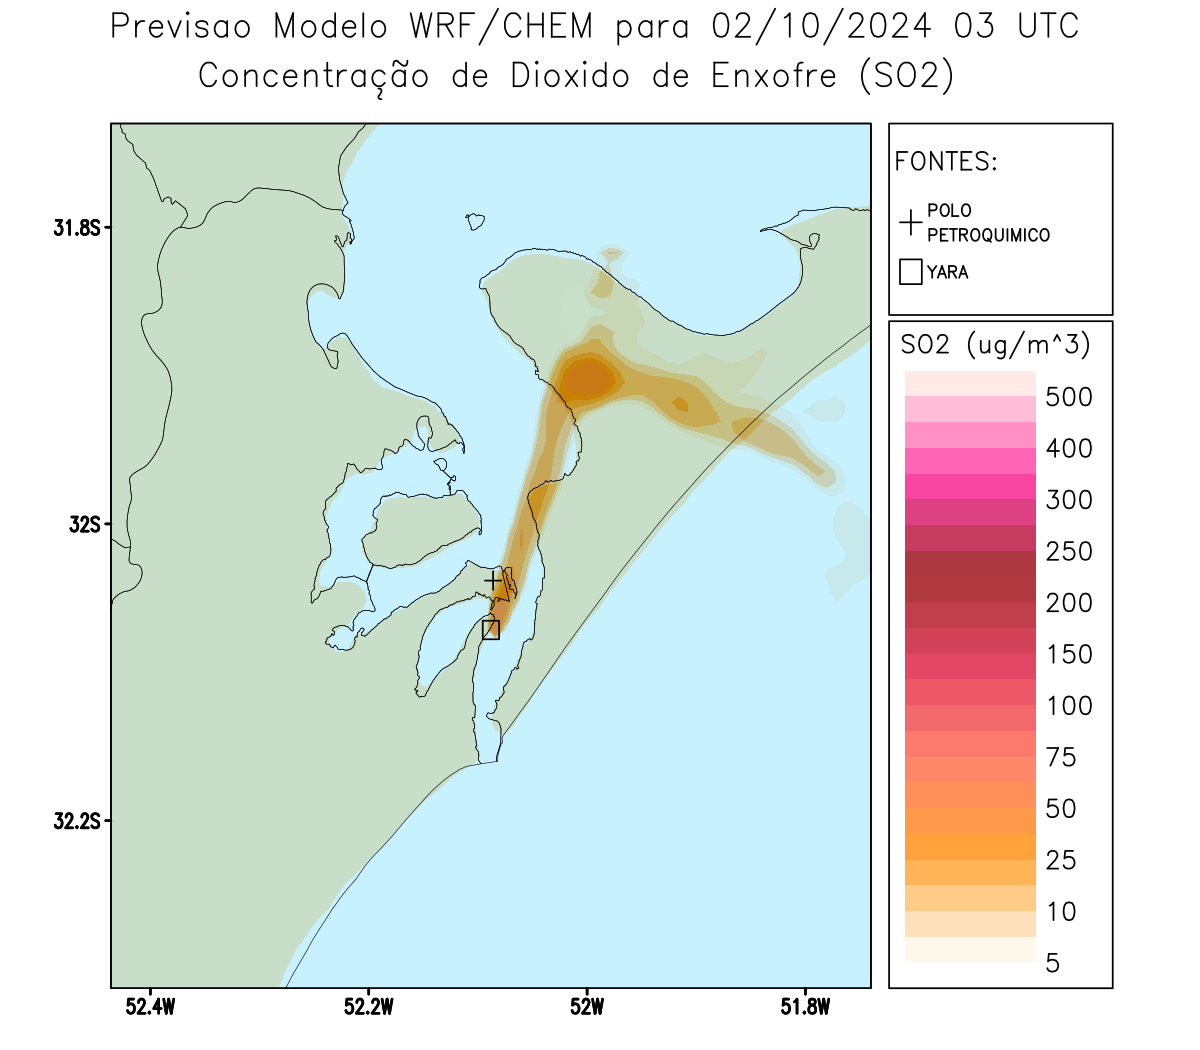 Previsao Modelo WRF/CHEM para 02/10/2024 03 UTC
Concentração de Dioxido de Enxofre (SO2)
FONTES:
POLO
PETROQUIMICO
YARA
SO2 (ug/m^3)
500
400
300
250
200
150
100
75
50
25
10
5
31.8S
32S
32.2S
52.4W
52.2W
52W
51.8W